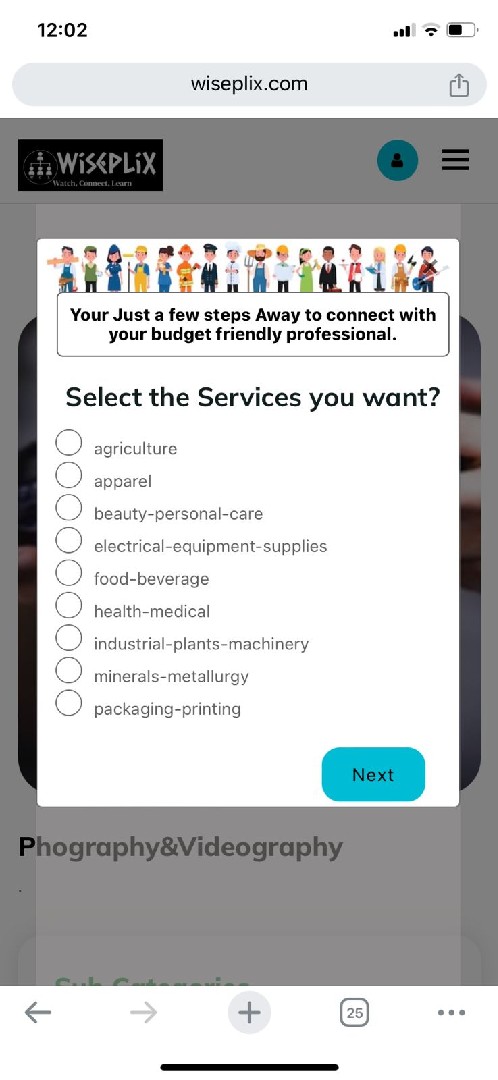 12:02
wiseplix.com
WiSEPLiX
Watch, Connect, Learn
Your Just a few steps Away to connect with
your budget friendly professional.
Select the Services you want?
agriculture
apparel
beauty-personal-care
electrical-equipment-supplies
food-beverage
health-medical
industrial-plants-machinery
minerals-metallurgy
packaging-printing
Next
Phography&Videography
.
Sub Categories
25